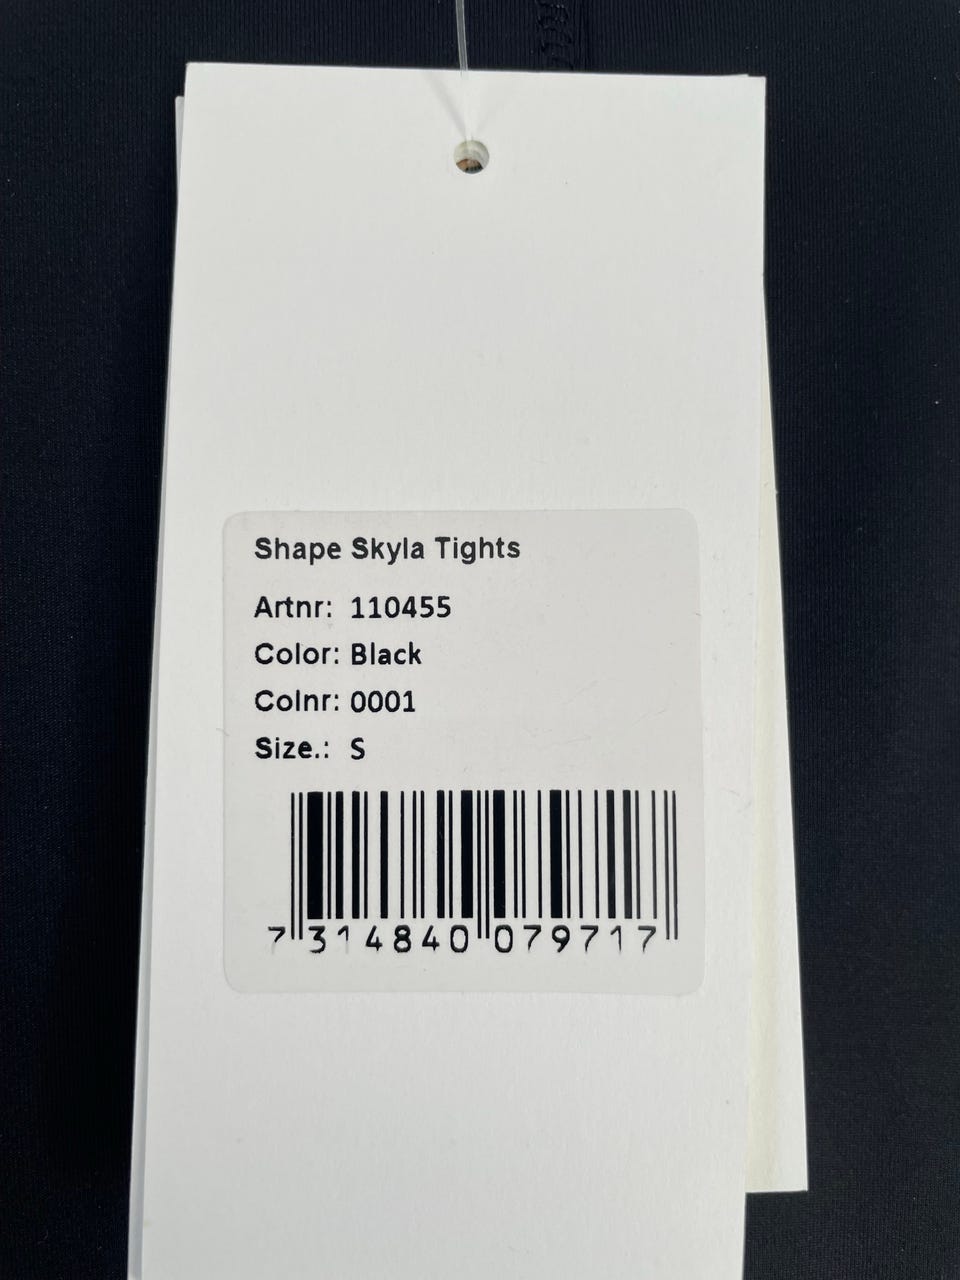 Shape Skyla Tights
Artnr: 110455
Color: Black
Colnr: 0001
Size.: S
7 314840 079717